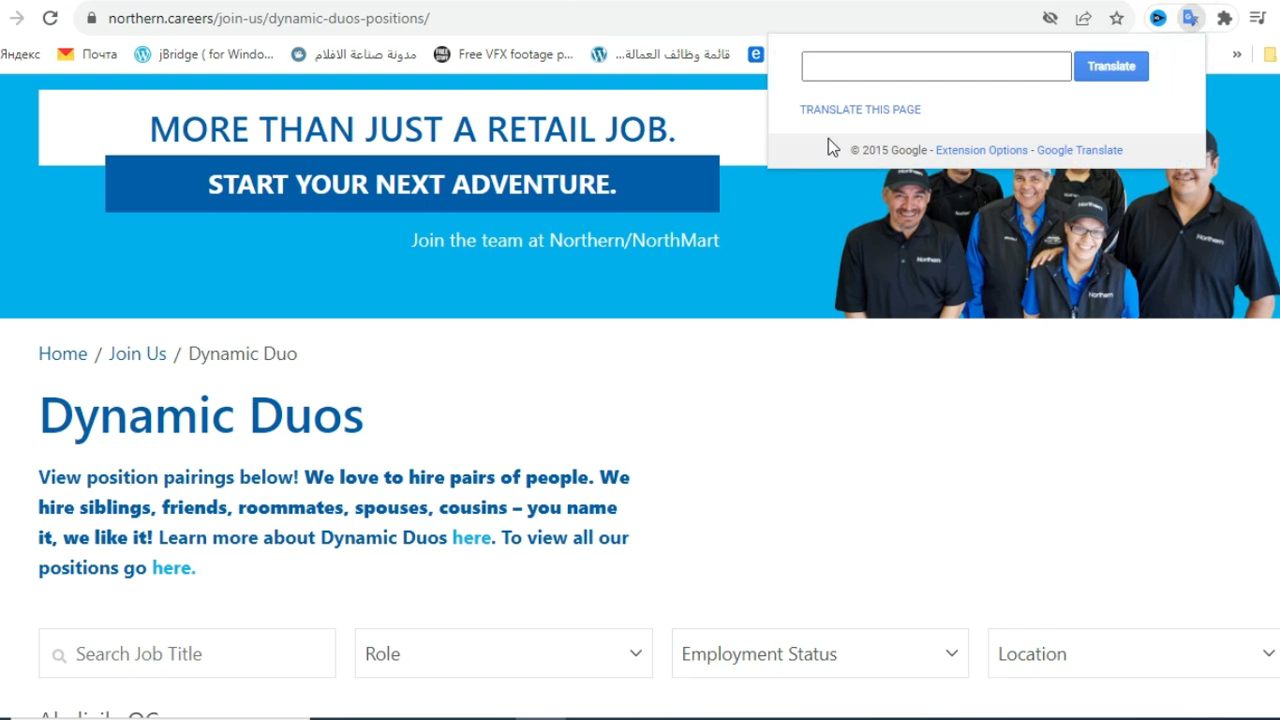 northern.careers/join-us/dynamic-duos-positions/
Яндекс
Почта
jBridge ( for Windo...
مدونة صناعة الافلام
Free VFX footage p...
قائمة وظائف العمالة...
»
Translate
TRANSLATE THIS PAGE
© 2015 Google - Extension Options - Google Translate
MORE THAN JUST A RETAIL JOB.
START YOUR NEXT ADVENTURE.
Join the team at Northern/NorthMart
Northern
Northern
Northern
Northern
Home / Join Us / Dynamic Duo
Dynamic Duos
View position pairings below! We love to hire pairs of people. We
hire siblings, friends, roommates, spouses, cousins – you name
it, we like it! Learn more about Dynamic Duos here. To view all our
positions go here.
Search Job Title
Role
Employment Status
Location